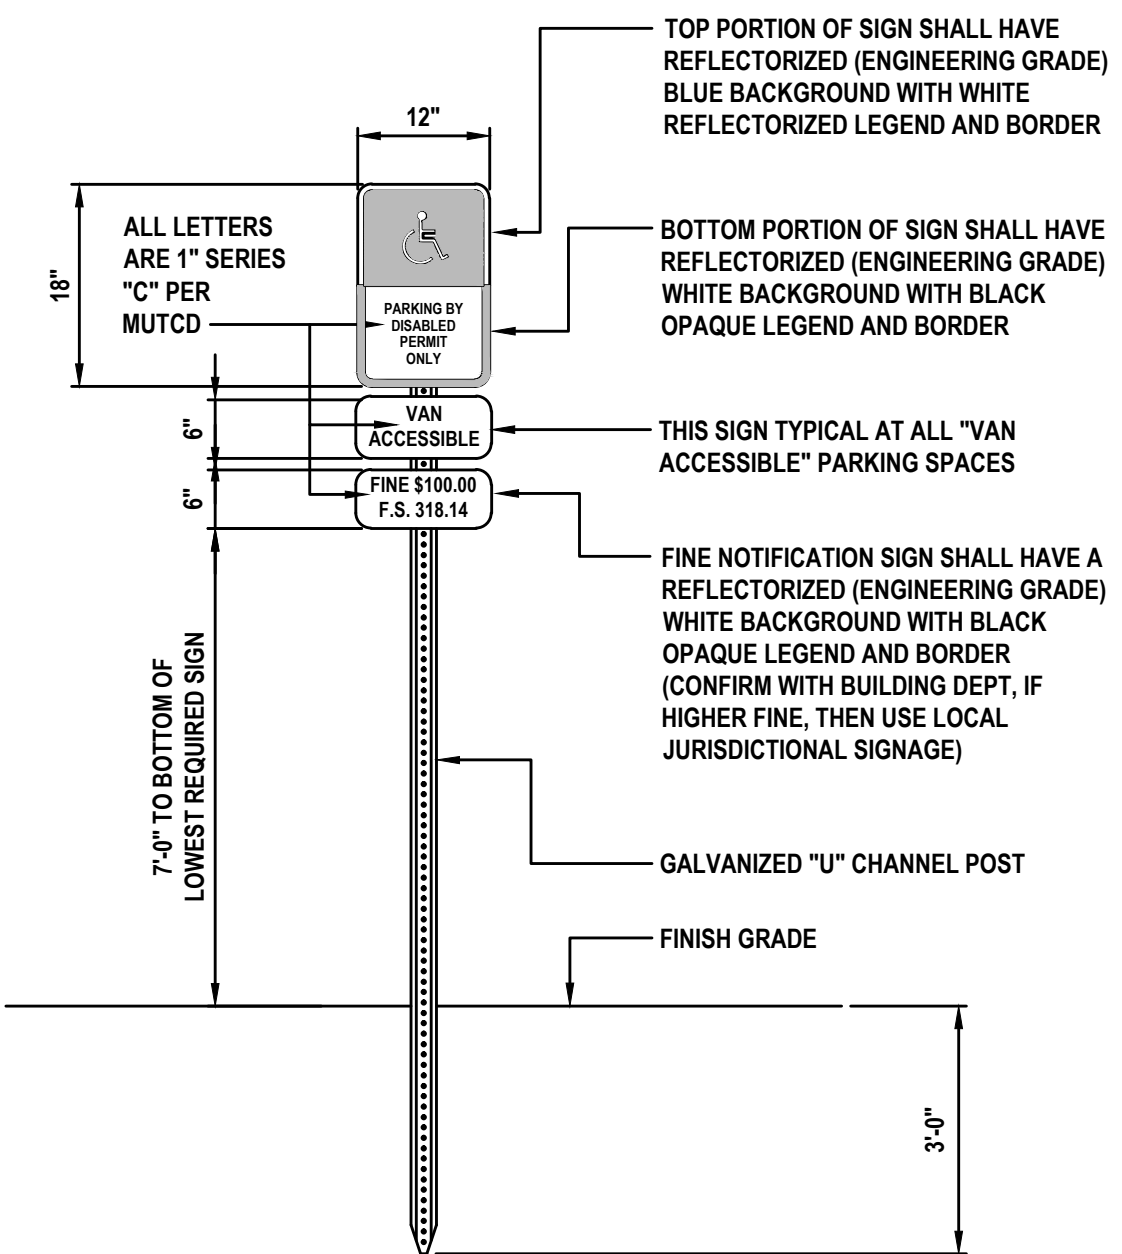 TOP PORTION OF SIGN SHALL HAVE
REFLECTORIZED (ENGINEERING GRADE)
BLUE BACKGROUND WITH WHITE
REFLECTORIZED LEGEND AND BORDER
12"
18"
ALL LETTERS
ARE 1" SERIES
"C" PER
MUTCD
BOTTOM PORTION OF SIGN SHALL HAVE
REFLECTORIZED (ENGINEERING GRADE)
WHITE BACKGROUND WITH BLACK
OPAQUE LEGEND AND BORDER
PARKING BY
DISABLED
PERMIT
ONLY
6"
VAN
ACCESSIBLE
THIS SIGN TYPICAL AT ALL "VAN
ACCESSIBLE" PARKING SPACES
6"
FINE $100.00
F.S. 318.14
FINE NOTIFICATION SIGN SHALL HAVE A
REFLECTORIZED (ENGINEERING GRADE)
WHITE BACKGROUND WITH BLACK
OPAQUE LEGEND AND BORDER
(CONFIRM WITH BUILDING DEPT, IF
HIGHER FINE, THEN USE LOCAL
JURISDICTIONAL SIGNAGE)
7'-0" TO BOTTOM OF
LOWEST REQUIRED SIGN
GALVANIZED "U" CHANNEL POST
FINISH GRADE
3'-0"